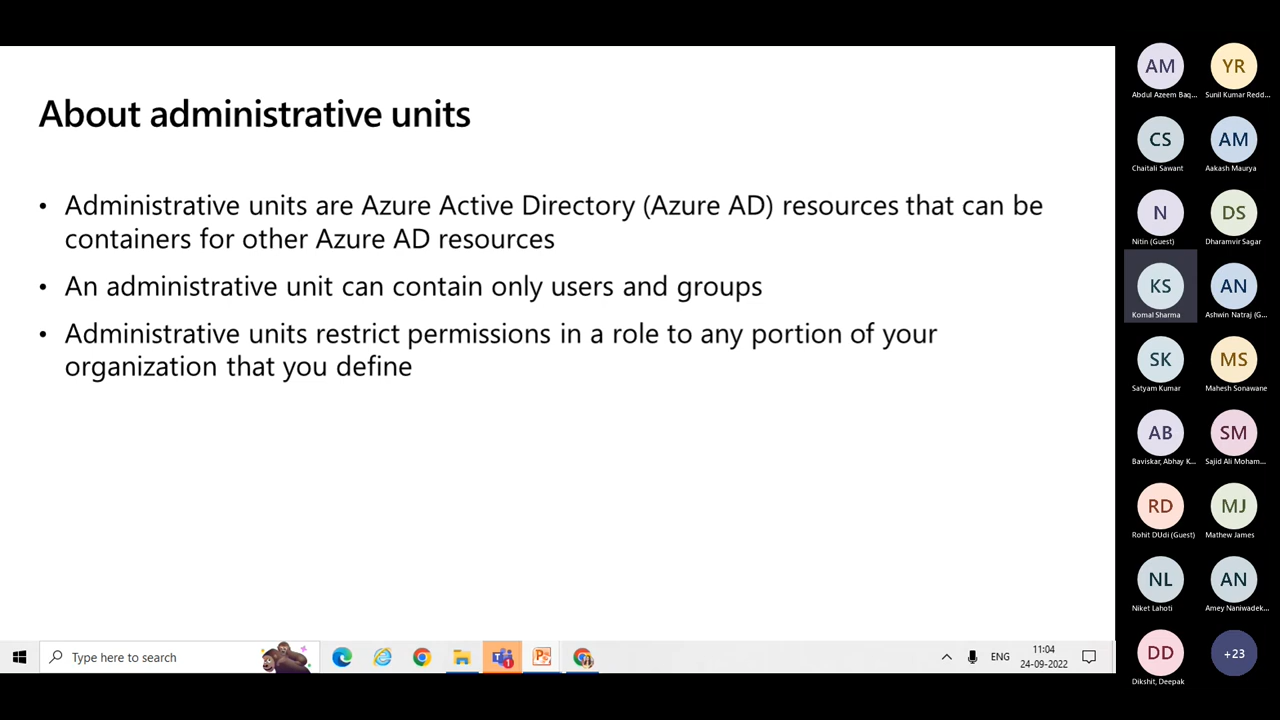 About administrative units
• Administrative units are Azure Active Directory (Azure AD) resources that can be
containers for other Azure AD resources
• An administrative unit can contain only users and groups
• Administrative units restrict permissions in a role to any portion of your
organization that you define
AM YR
Abdul Azeem Baq... Sunil Kumar Redd...
CS AM
Chaitali Sawant Aakash Maurya
N DS
Nitin (Guest) Dharamvir Sagar
KS AN
Komal Sharma Ashwin Natraj (G...
SK MS
Satyam Kumar Mahesh Sonawane
AB SM
Baviskar, Abhay K... Sajid Ali Moham...
RD MJ
Rohit DUdi (Guest) Mathew James
NL AN
Niket Lahoti Amey Naniwadek...
DD +23
Dikshit, Deepak
Type here to search
1
ENG
11:04
24-09-2022